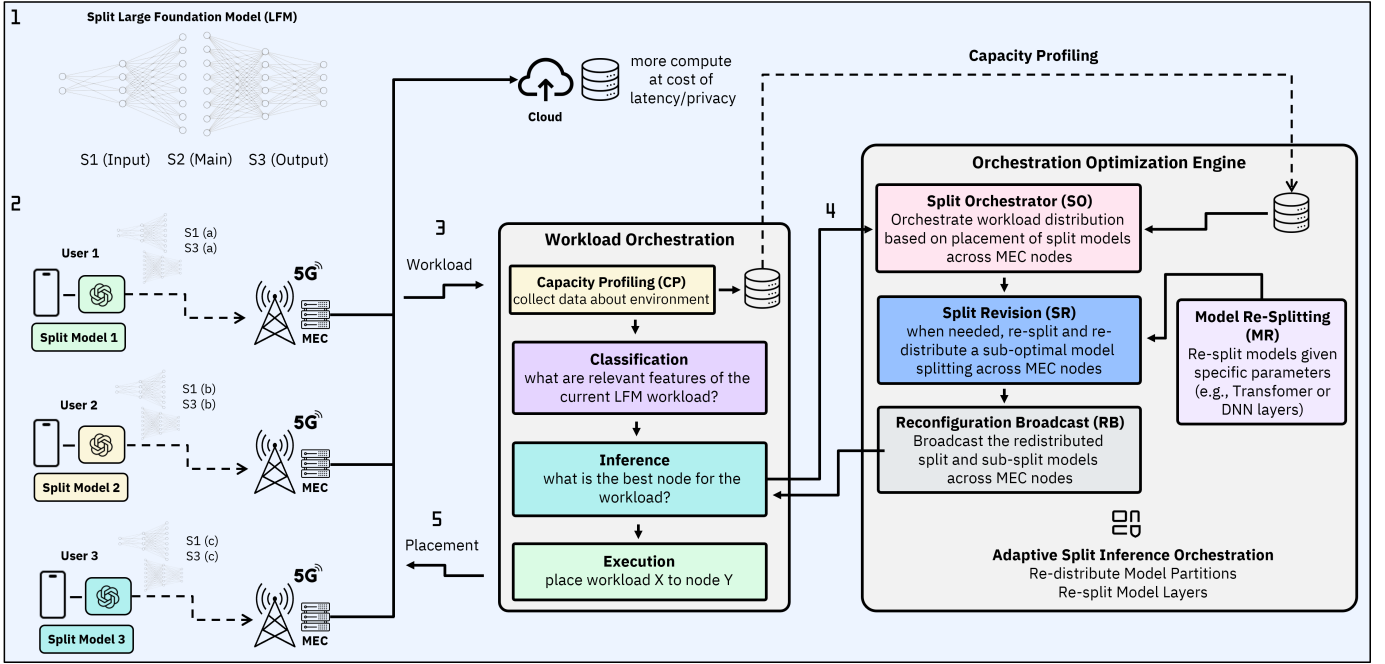 1
Split Large Foundation Model (LFM)
S1 (Input)
S2 (Main)
S3 (Output)
Cloud
more compute
at cost of
latency/privacy
Capacity Profiling
2
User 1
S1 (a)
S3 (a)
Split Model 1
5G
MEC
User 2
S1 (b)
S3 (b)
Split Model 2
5G
MEC
User 3
S1 (c)
S3 (c)
Split Model 3
5G
MEC
3
Workload
5
Placement
Workload Orchestration
Capacity Profiling (CP)
collect data about environment
Classification
what are relevant features of the
current LFM workload?
Inference
what is the best node for the
workload?
Execution
place workload X to node Y
4
Orchestration Optimization Engine
Split Orchestrator (SO)
Orchestrate workload distribution
based on placement of split models
across MEC nodes
Split Revision (SR)
when needed, re-split and re-
distribute a sub-optimal model
splitting across MEC nodes
Model Re-Splitting
(MR)
Re-split models given
specific parameters
(e.g., Transfomer or
DNN layers)
Reconfiguration Broadcast (RB)
Broadcast the redistributed
split and sub-split models
across MEC nodes
Adaptive Split Inference Orchestration
Re-distribute Model Partitions
Re-split Model Layers